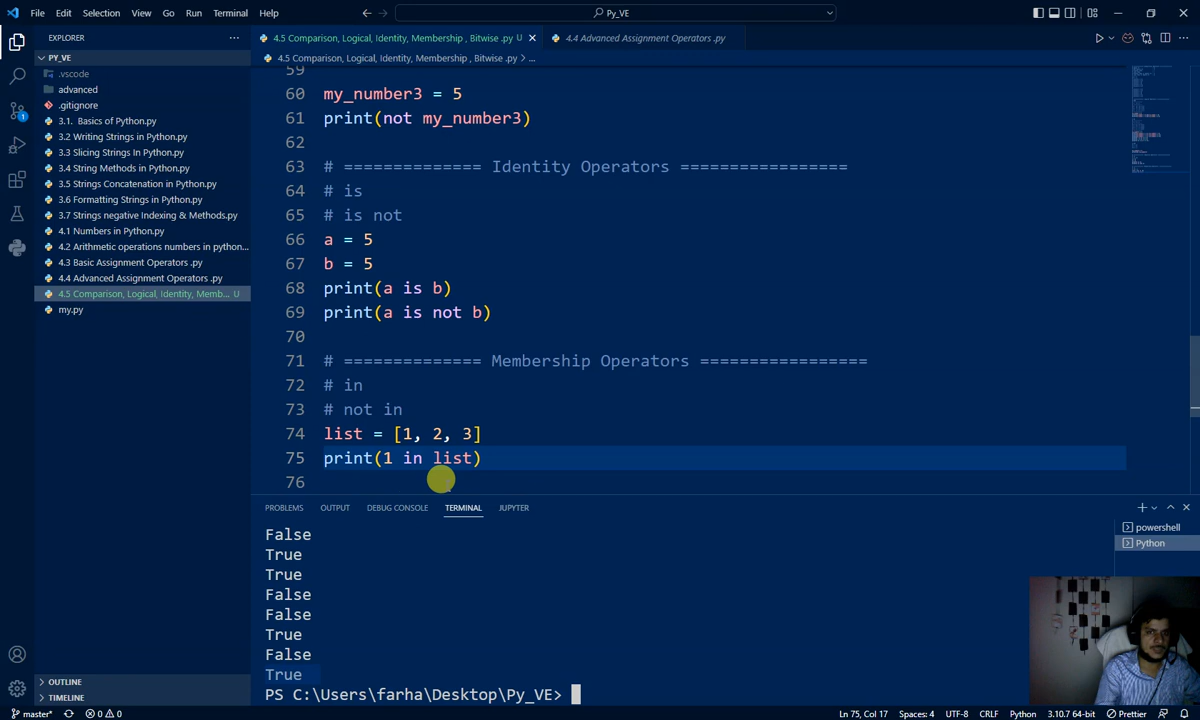 File Edit Selection View Go Run Terminal Help
Py_VE
EXPLORER
4.5 Comparison, Logical, Identity, Membership , Bitwise .py U
4.4 Advanced Assignment Operators .py
PY_VE
4.5 Comparison, Logical, Identity, Membership , Bitwise .py > ...
.vscode
advanced
.gitignore
3.1. Basics of Python.py
3.2 Writing Strings in Python.py
3.3 Slicing Strings In Python.py
3.4 String Methods in Python.py
3.5 Strings Concatenation in Python.py
3.6 Formatting Strings in Python.py
3.7 Strings negative Indexing & Methods.py
4.1 Numbers in Python.py
4.2 Arithmetic operations numbers in python...
4.3 Basic Assignment Operators .py
4.4 Advanced Assignment Operators .py
4.5 Comparison, Logical, Identity, Memb... U
my.py
OUTLINE
TIMELINE
59
60 my_number3 = 5
61 print(not my_number3)
62
63 # ============== Identity Operators =================
64 # is
65 # is not
66 a = 5
67 b = 5
68 print(a is b)
69 print(a is not b)
70
71 # ============== Membership Operators =================
72 # in
73 # not in
74 list = [1, 2, 3]
75 print(1 in list)
76
PROBLEMS OUTPUT DEBUG CONSOLE TERMINAL JUPYTER
powershell
Python
False
True
True
False
False
True
False
True
PS C:\Users\farha\Desktop\Py_VE>
1
master* 0 0
Ln 75, Col 17 Spaces: 4 UTF-8 CRLF Python 3.10.7 64-bit Prettier